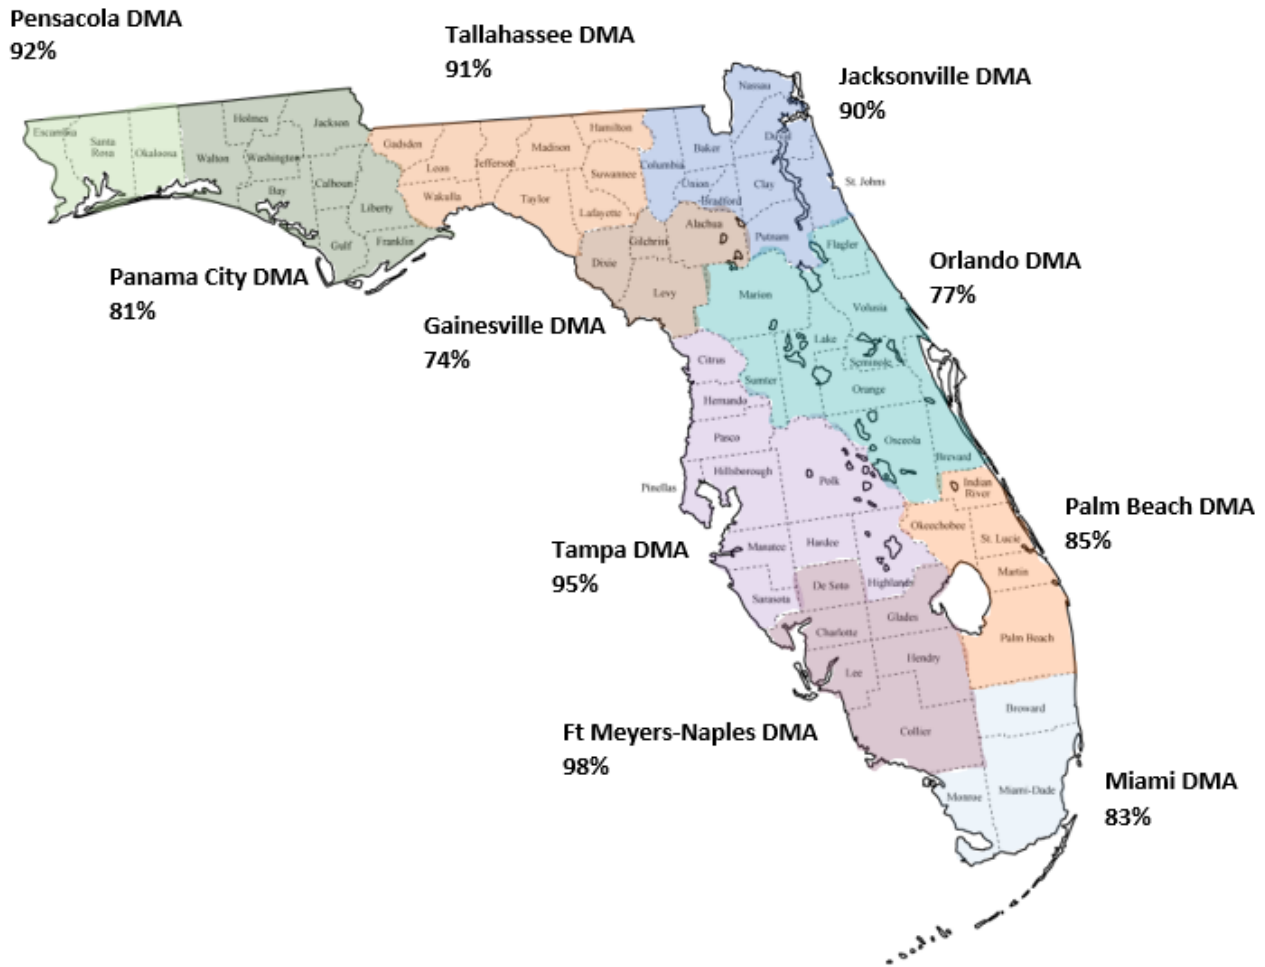 Pensacola DMA
92%
Tallahassee DMA
91%
Jacksonville DMA
90%
Nassau
Escambia
Santa
Rosa
Okaloosa
Walton
Holmes
Washington
Jackson
Bay
Calhoun
Liberty
Gulf
Franklin
Gadsden
Leon
Wakulla
Jefferson
Madison
Taylor
Hamilton
Suwannee
Lafayette
Columbia
Baker
Union
Bradford
Duval
Clay
St. Johns
Putnam
Alachua
Gilchrist
Dixie
Levy
Flagler
Panama City DMA
81%
Orlando DMA
77%
Gainesville DMA
74%
Marion
Volusia
Lake
Seminole
Sumter
Orange
Osceola
Brevard
Citrus
Hernando
Pasco
Hillsborough
Pinellas
Polk
Indian
River
Okeechobee
St. Lucie
Palm Beach DMA
85%
Tampa DMA
95%
Manatee
Hardee
Highlands
Sarasota
De Soto
Martin
Charlotte
Glades
Palm Beach
Lee
Hendry
Collier
Broward
Ft Meyers-Naples DMA
98%
Monroe
Miami-Dade
Miami DMA
83%